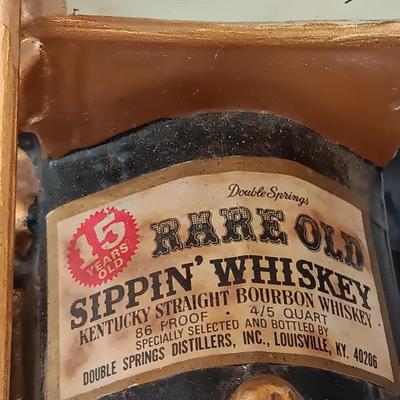 Double Springs
15
YEARS
OLD
RARE OLD
SIPPIN' WHISKEY
KENTUCKY STRAIGHT BOURBON WHISKEY
86 PROOF · 4/5 QUART
SPECIALLY SELECTED AND BOTTLED BY
DOUBLE SPRINGS DISTILLERS, INC., LOUISVILLE, KY. 40206